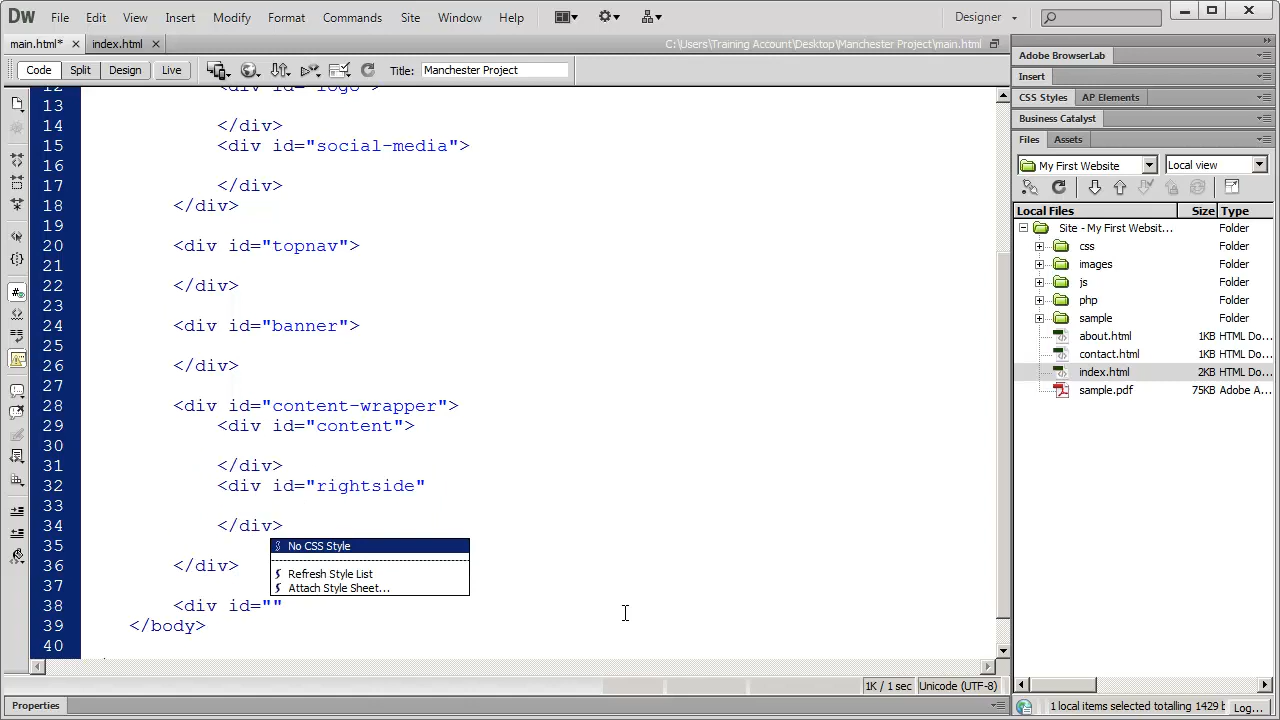 Dw File Edit View Insert Modify Format Commands Site Window Help Designer
main.html* index.html C:\Users\Training Account\Desktop\Manchester Project\main.html
Code Split Design Live Title: Manchester Project
Adobe BrowserLab
Insert
CSS Styles AP Elements
Business Catalyst
Files Assets
My First Website Local view
Local Files Size Type
Site - My First Websit... Folder
css Folder
images Folder
js Folder
php Folder
sample Folder
about.html 1KB HTML Do...
contact.html 1KB HTML Do...
index.html 2KB HTML Do...
sample.pdf 75KB Adobe A...
12 <div id="logo">
13
14 </div>
15 <div id="social-media">
16
17 </div>
18 </div>
19
20 <div id="topnav">
21
22 </div>
23
24 <div id="banner">
25
26 </div>
27
28 <div id="content-wrapper">
29 <div id="content">
30
31 </div>
32 <div id="rightside"
33
34 </div>
35
36 </div>
37
38 <div id=""
39 </body>
40
No CSS Style
Refresh Style List
Attach Style Sheet...
1K / 1 sec Unicode (UTF-8)
Properties
1 local items selected totalling 1429 b Log...